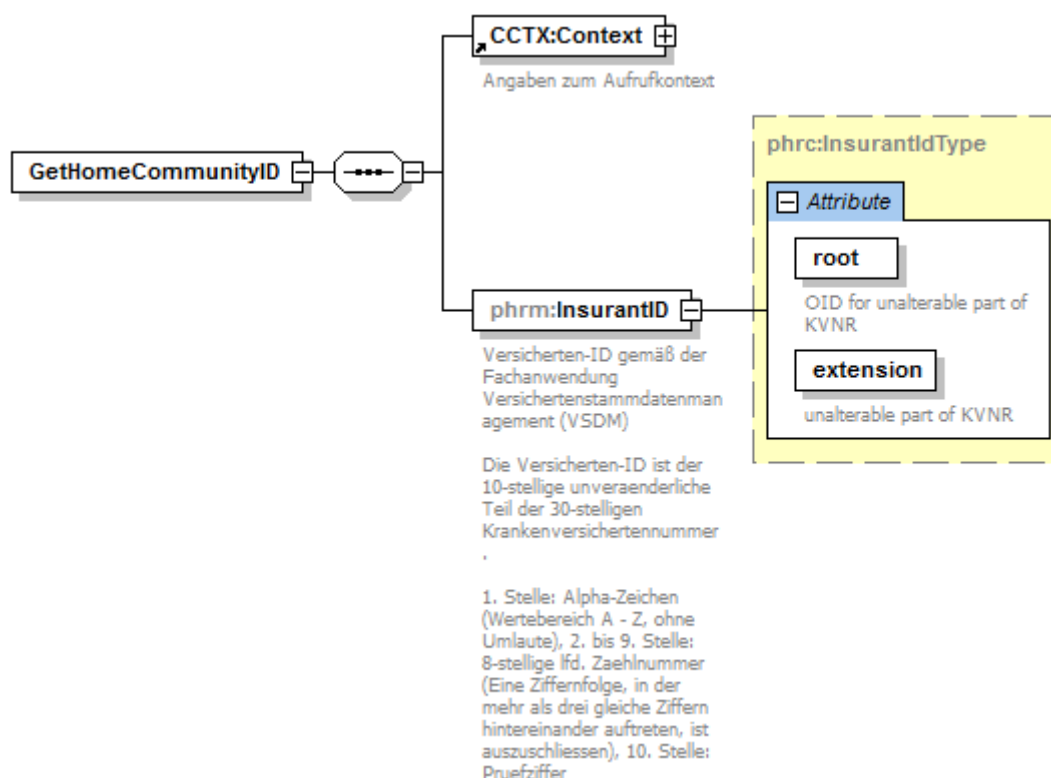 CCTX:Context
Angaben zum Aufrufkontext
GetHomeCommunityID
phrc:InsurantIdType
Attribute
root
OID for unalterable part of
KVNR
extension
unalterable part of KVNR
phrm:InsurantID
Versicherten-ID gemäß der
Fachanwendung
Versichertenstammdatenman
agement (VSDM)
Die Versicherten-ID ist der
10-stellige unveraenderliche
Teil der 30-stelligen
Krankenversichertennummer
.
1. Stelle: Alpha-Zeichen
(Wertebereich A - Z, ohne
Umlaute), 2. bis 9. Stelle:
8-stellige lfd. Zaehlnummer
(Eine Ziffernfolge, in der
mehr als drei gleiche Ziffern
hintereinander auftreten, ist
auszuschliessen), 10. Stelle:
Pruefziffer